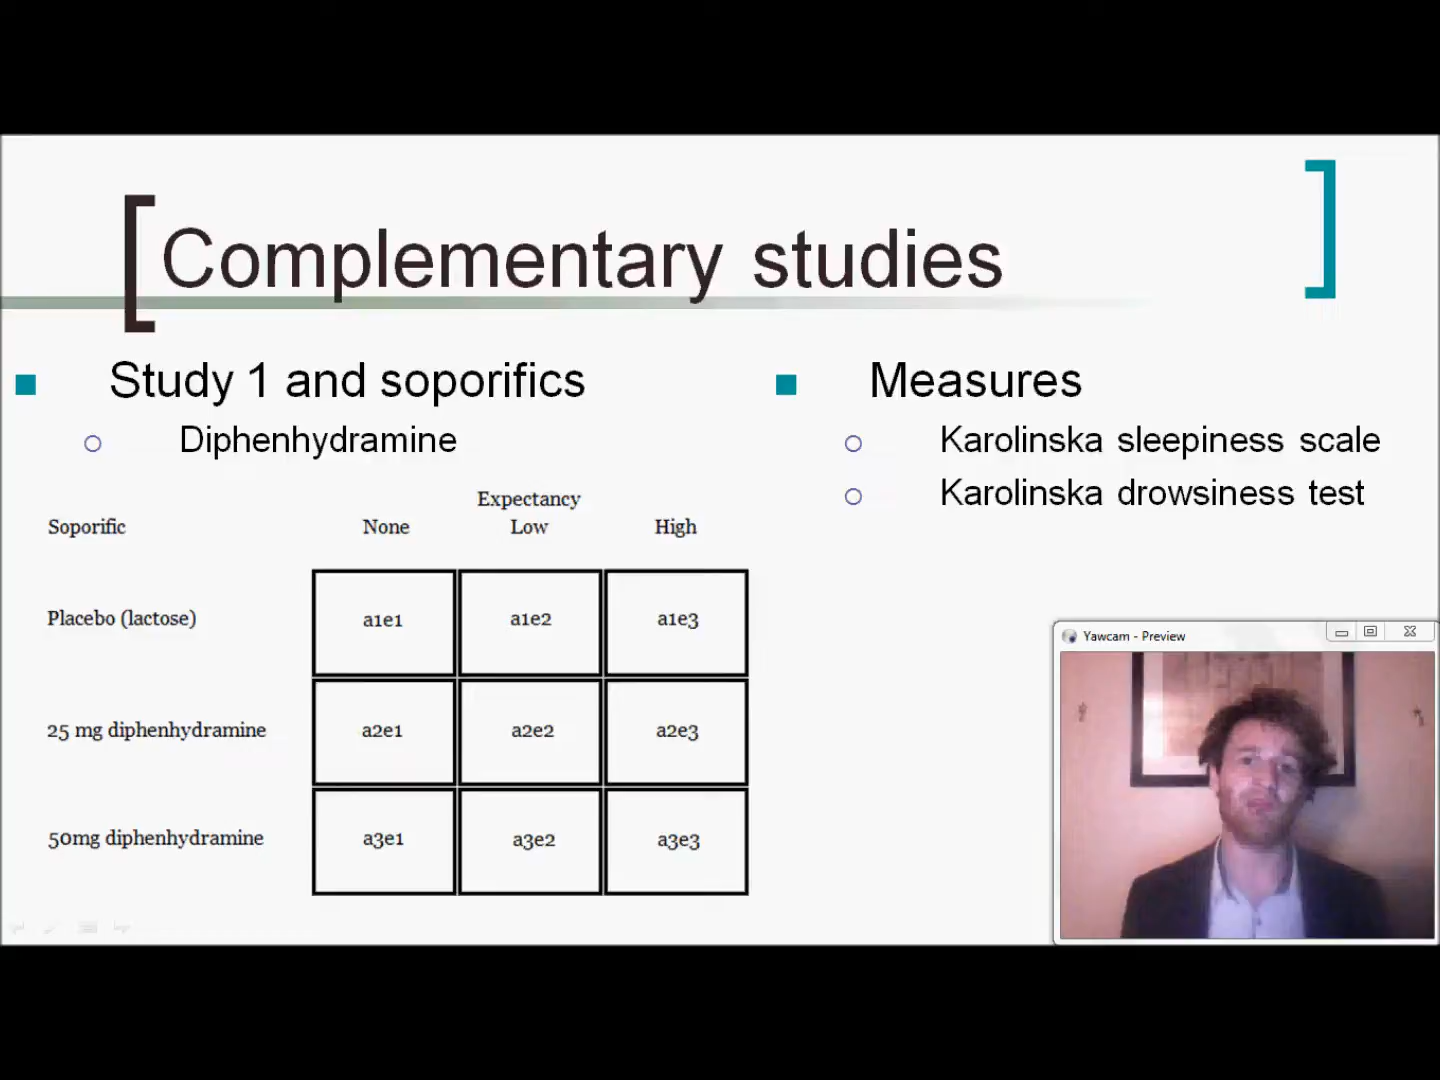 Complementary studies
Study 1 and soporifics
Diphenhydramine
Expectancy
Soporific None Low High
Placebo (lactose) a1e1 a1e2 a1e3
25 mg diphenhydramine a2e1 a2e2 a2e3
50mg diphenhydramine a3e1 a3e2 a3e3
Measures
Karolinska sleepiness scale
Karolinska drowsiness test
Yawcam - Preview